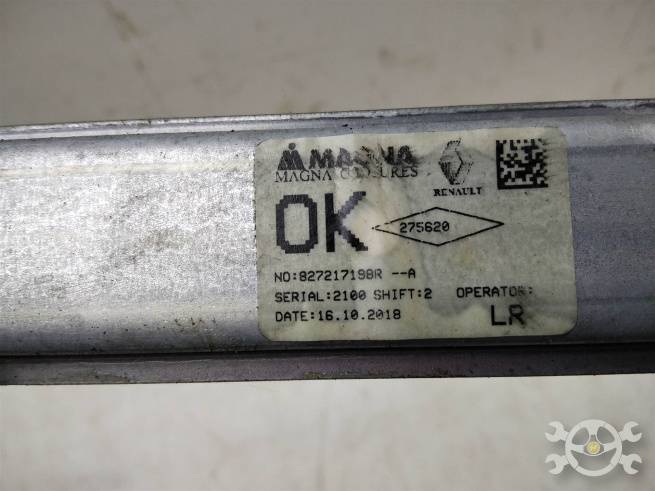 MAGNA
MAGNA CLOSURES
RENAULT
OK
275620
NO:827217198R --A
SERIAL:2100 SHIFT:2 OPERATOR:
DATE:16.10.2018 LR